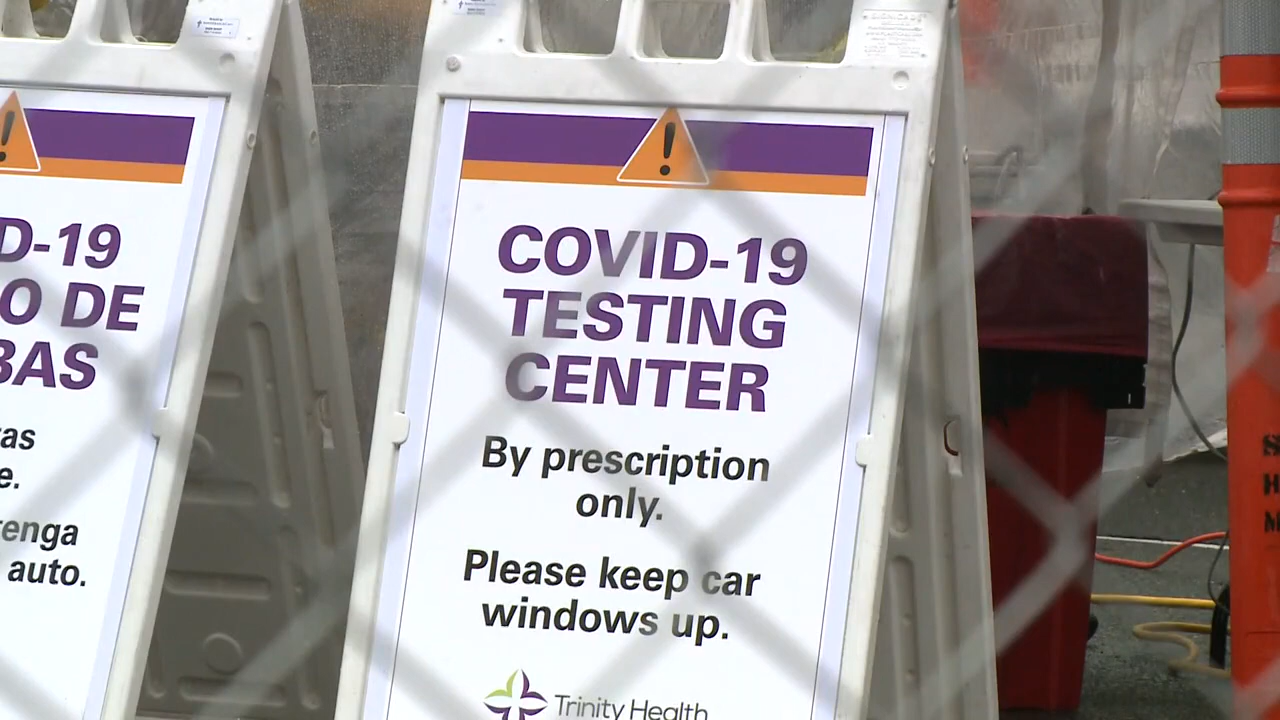 D-19
O DE
BAS
as
e.
tenga
auto.
!
COVID-19
TESTING
CENTER
By prescription
only.
Please keep car
windows up.
Trinity Health
S
H
M